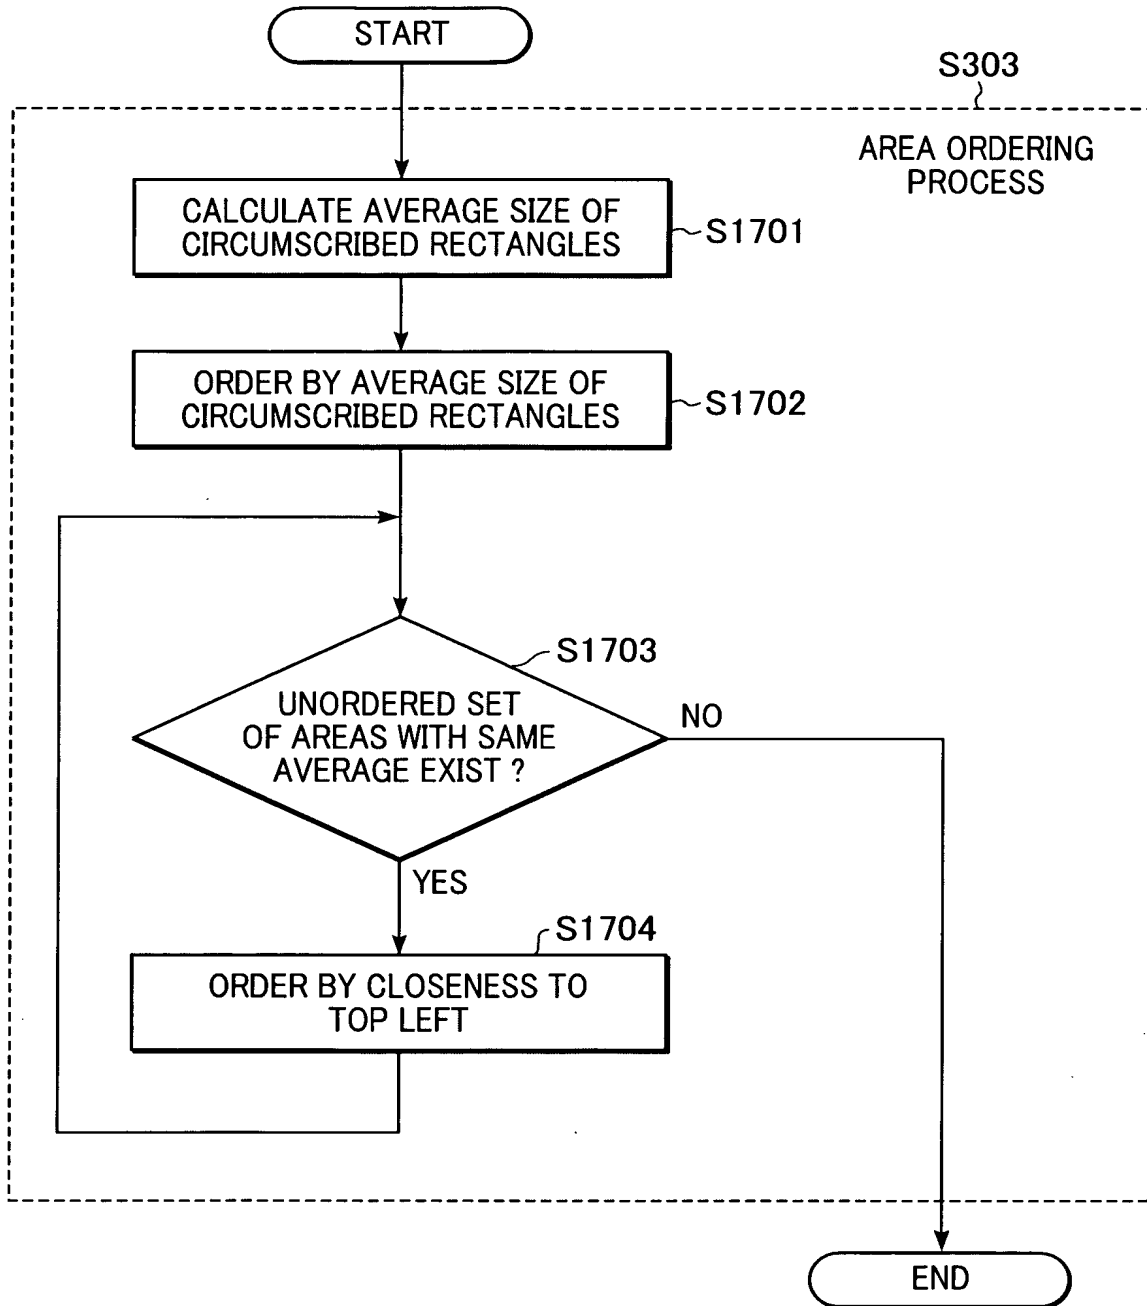 START
S303
AREA ORDERING
PROCESS
CALCULATE AVERAGE SIZE OF
CIRCUMSCRIBED RECTANGLES
S1701
ORDER BY AVERAGE SIZE OF
CIRCUMSCRIBED RECTANGLES
S1702
S1703
UNORDERED SET
OF AREAS WITH SAME
AVERAGE EXIST ?
NO
YES
S1704
ORDER BY CLOSENESS TO
TOP LEFT
END